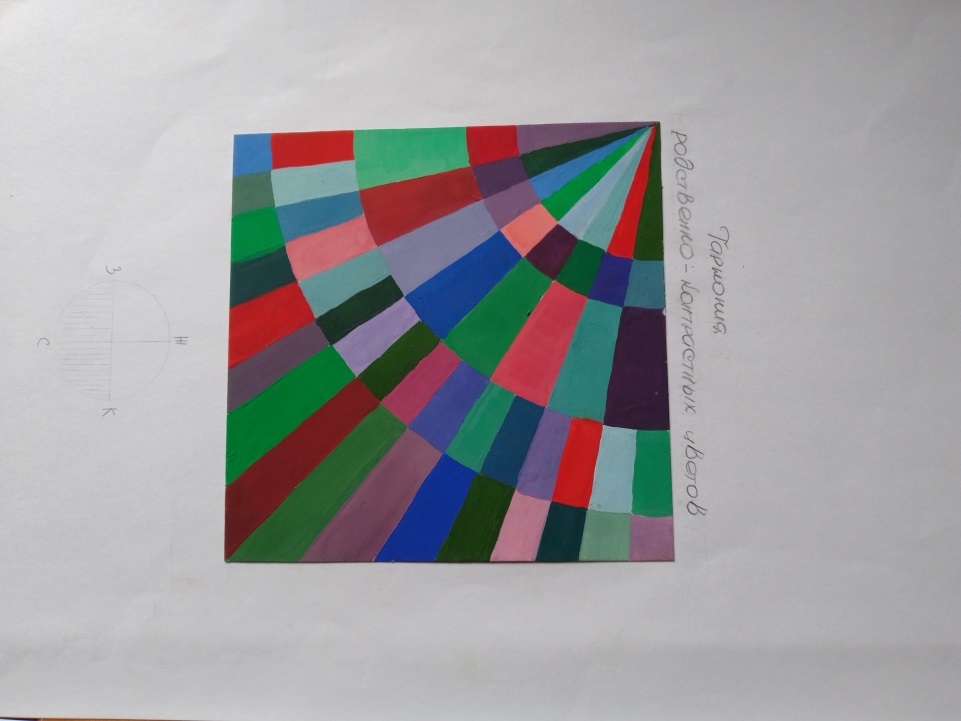 Гармония
родственно-контрастных цветов
З
Ж
С
К